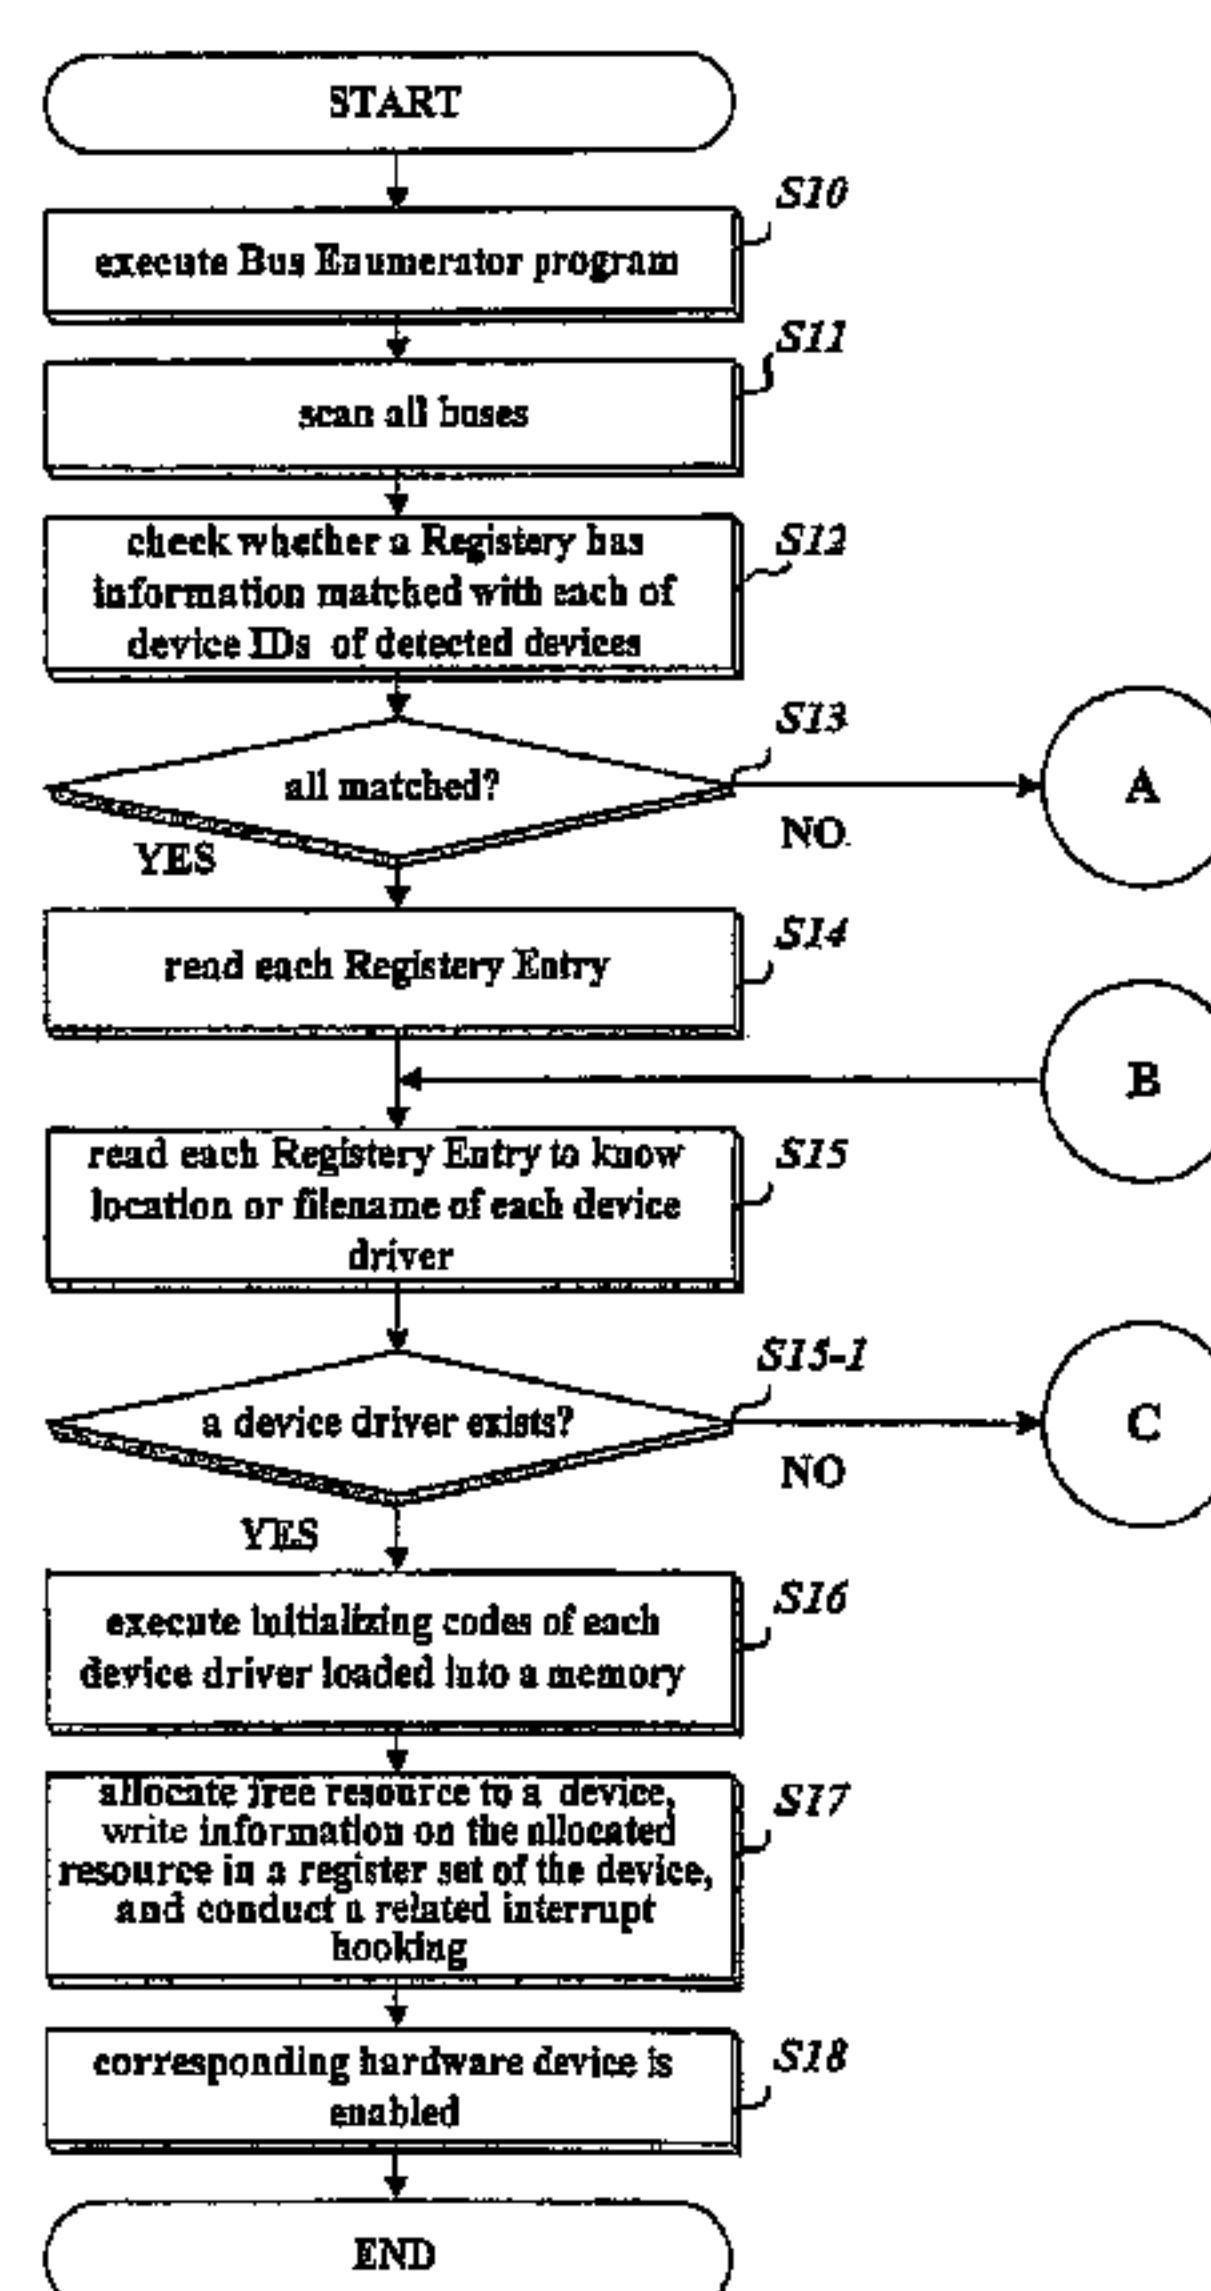 START
S10
execute Bus Enumerator program
S11
scan all buses
S12
check whether a Registery has
information matched with each of
device IDs of detected devices
S13
all matched?
A
NO
YES
S14
read each Registery Entry
B
S15
read each Registery Entry to know
location or filename of each device
driver
S15-1
a device driver exists?
C
NO
YES
S16
execute initializing codes of each
device driver loaded into a memory
S17
allocate free resource to a device,
write information on the allocated
resource in a register set of the device,
and conduct a related interrupt
hooking
S18
corresponding hardware device is
enabled
END